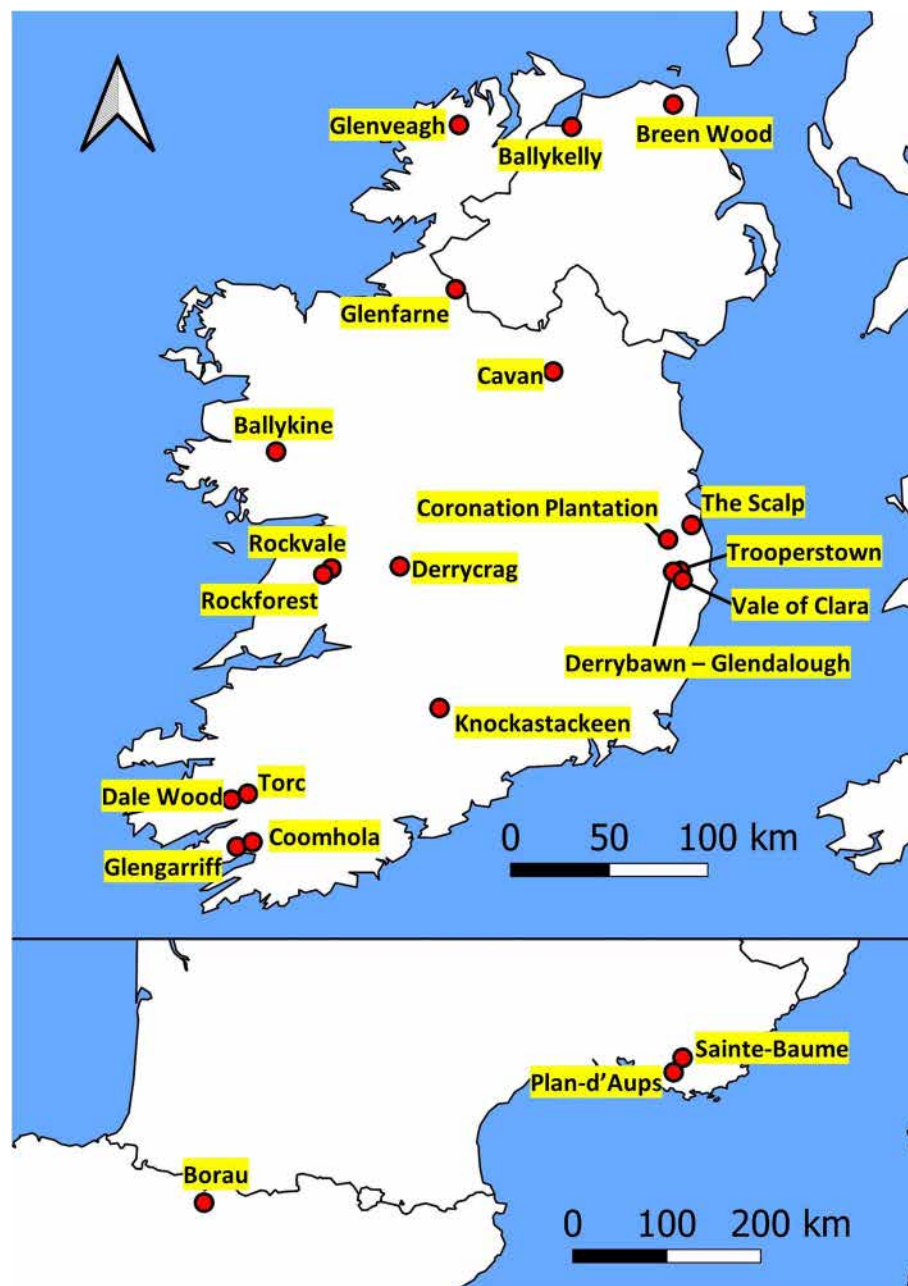 Glenveagh
Ballykelly
Breen Wood
Glenfarne
Cavan
Ballykine
Coronation Plantation
The Scalp
Rockvale
Derrycrag
Trooperstown
Rockforest
Vale of Clara
Derrybawn – Glendalough
Knockastackeen
Dale Wood
Torc
Coomhola
Glengarriff
0 50 100 km
Sainte-Baume
Plan-d’Aups
Borau
0 100 200 km